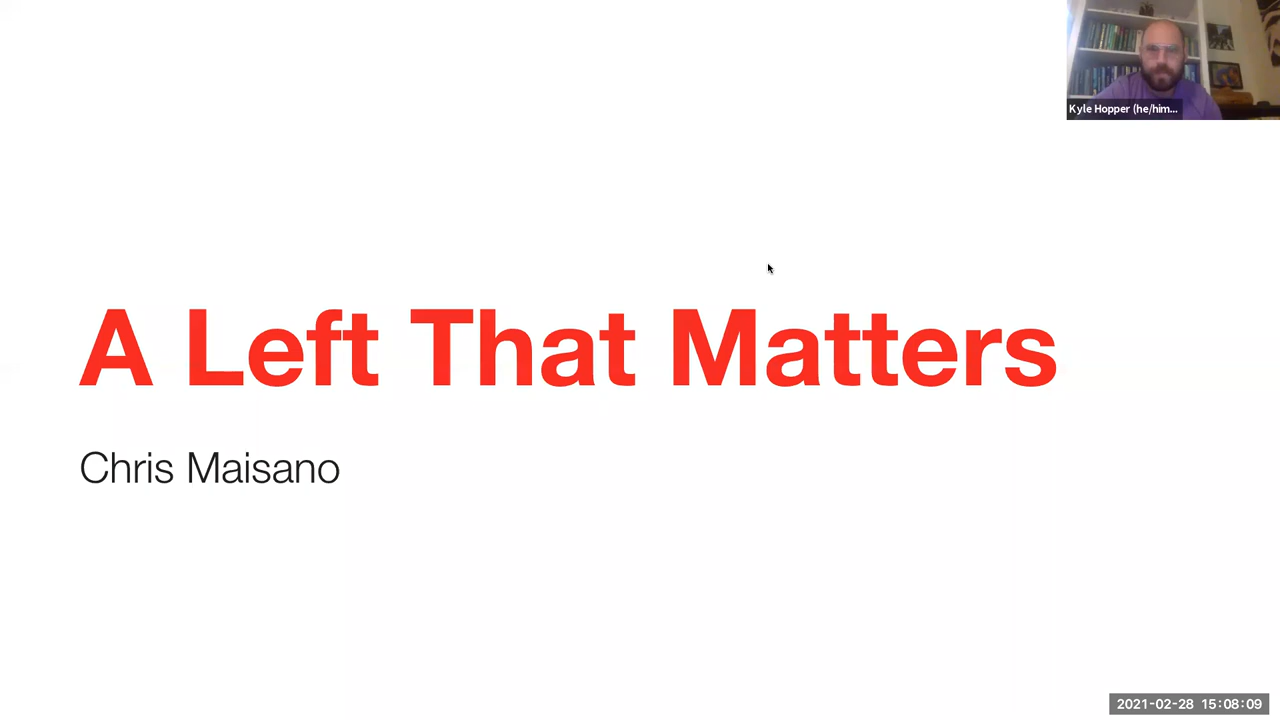 Kyle Hopper (he/him...
A Left That Matters
Chris Maisano
2021-02-28 15:08:09